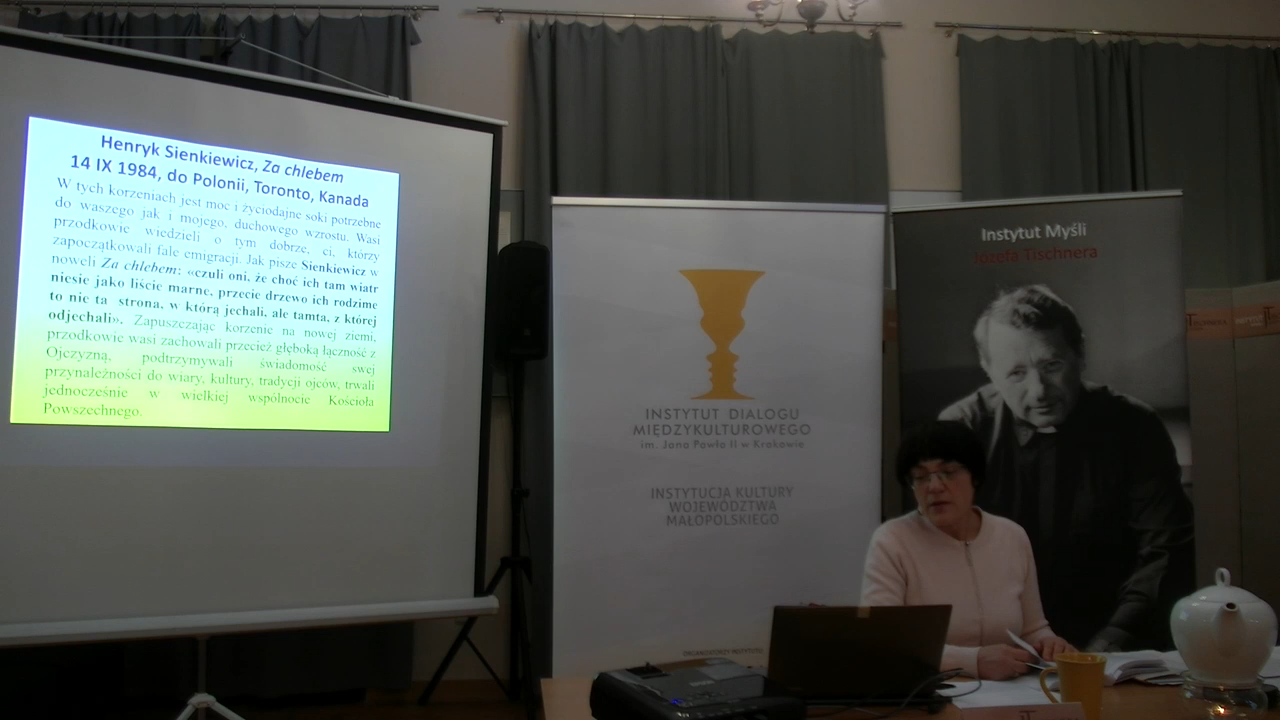 Henryk Sienkiewicz, Za chlebem
14 IX 1984, do Polonii, Toronto, Kanada
W tych korzeniach jest moc i życiodajne soki potrzebne
do waszego jak i mojego, duchowego wzrostu. Wasi
przodkowie wiedzieli o tym dobrze, ci, którzy
zapoczątkowali fale emigracji. Jak pisze Sienkiewicz w
noweli Za chlebem: «czuli oni, że choć ich tam wiatr
niesie jako liście marne, przecie drzewo ich rodzime
to nie ta strona, w którą jechali, ale tamta, z której
odjechali». Zapuszczając korzenie na nowej ziemi,
przodkowie wasi zachowali przecież głęboką łączność z
Ojczyzną, podtrzymywali świadomość swej
przynależności do wiary, kultury, tradycji ojców, trwali
jednocześnie w wielkiej wspólnocie Kościoła
Powszechnego.
INSTYTUT DIALOGU
MIĘDZYKULTUROWEGO
im. Jana Pawła II w Krakowie
INSTYTUCJA KULTURY
WOJEWÓDZTWA
MAŁOPOLSKIEGO
Instytut Myśli
Józefa Tischnera